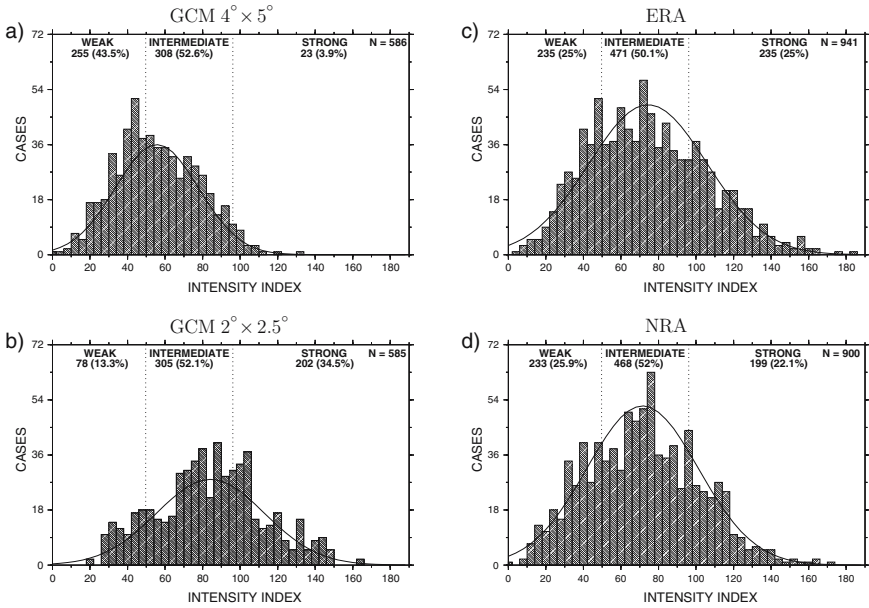 a)
GCM 4° × 5°
WEAK INTERMEDIATE STRONG N = 586
255 (43.5%) 308 (52.6%) 23 (3.9%)
72
54
36
18
0
CASES
20 40 60 80 100 120 140 160 180
INTENSITY INDEX
b)
GCM 2° × 2.5°
WEAK INTERMEDIATE STRONG N = 585
78 (13.3%) 305 (52.1%) 202 (34.5%)
72
54
36
18
0
CASES
0 20 40 60 80 100 120 140 160 180
INTENSITY INDEX
c)
ERA
WEAK INTERMEDIATE STRONG N = 941
235 (25%) 471 (50.1%) 235 (25%)
72
54
36
18
0
CASES
0 20 40 60 80 100 120 140 160 180
INTENSITY INDEX
d)
NRA
WEAK INTERMEDIATE STRONG N = 900
233 (25.9%) 468 (52%) 199 (22.1%)
72
54
36
18
0
CASES
0 20 40 60 80 100 120 140 160 180
INTENSITY INDEX